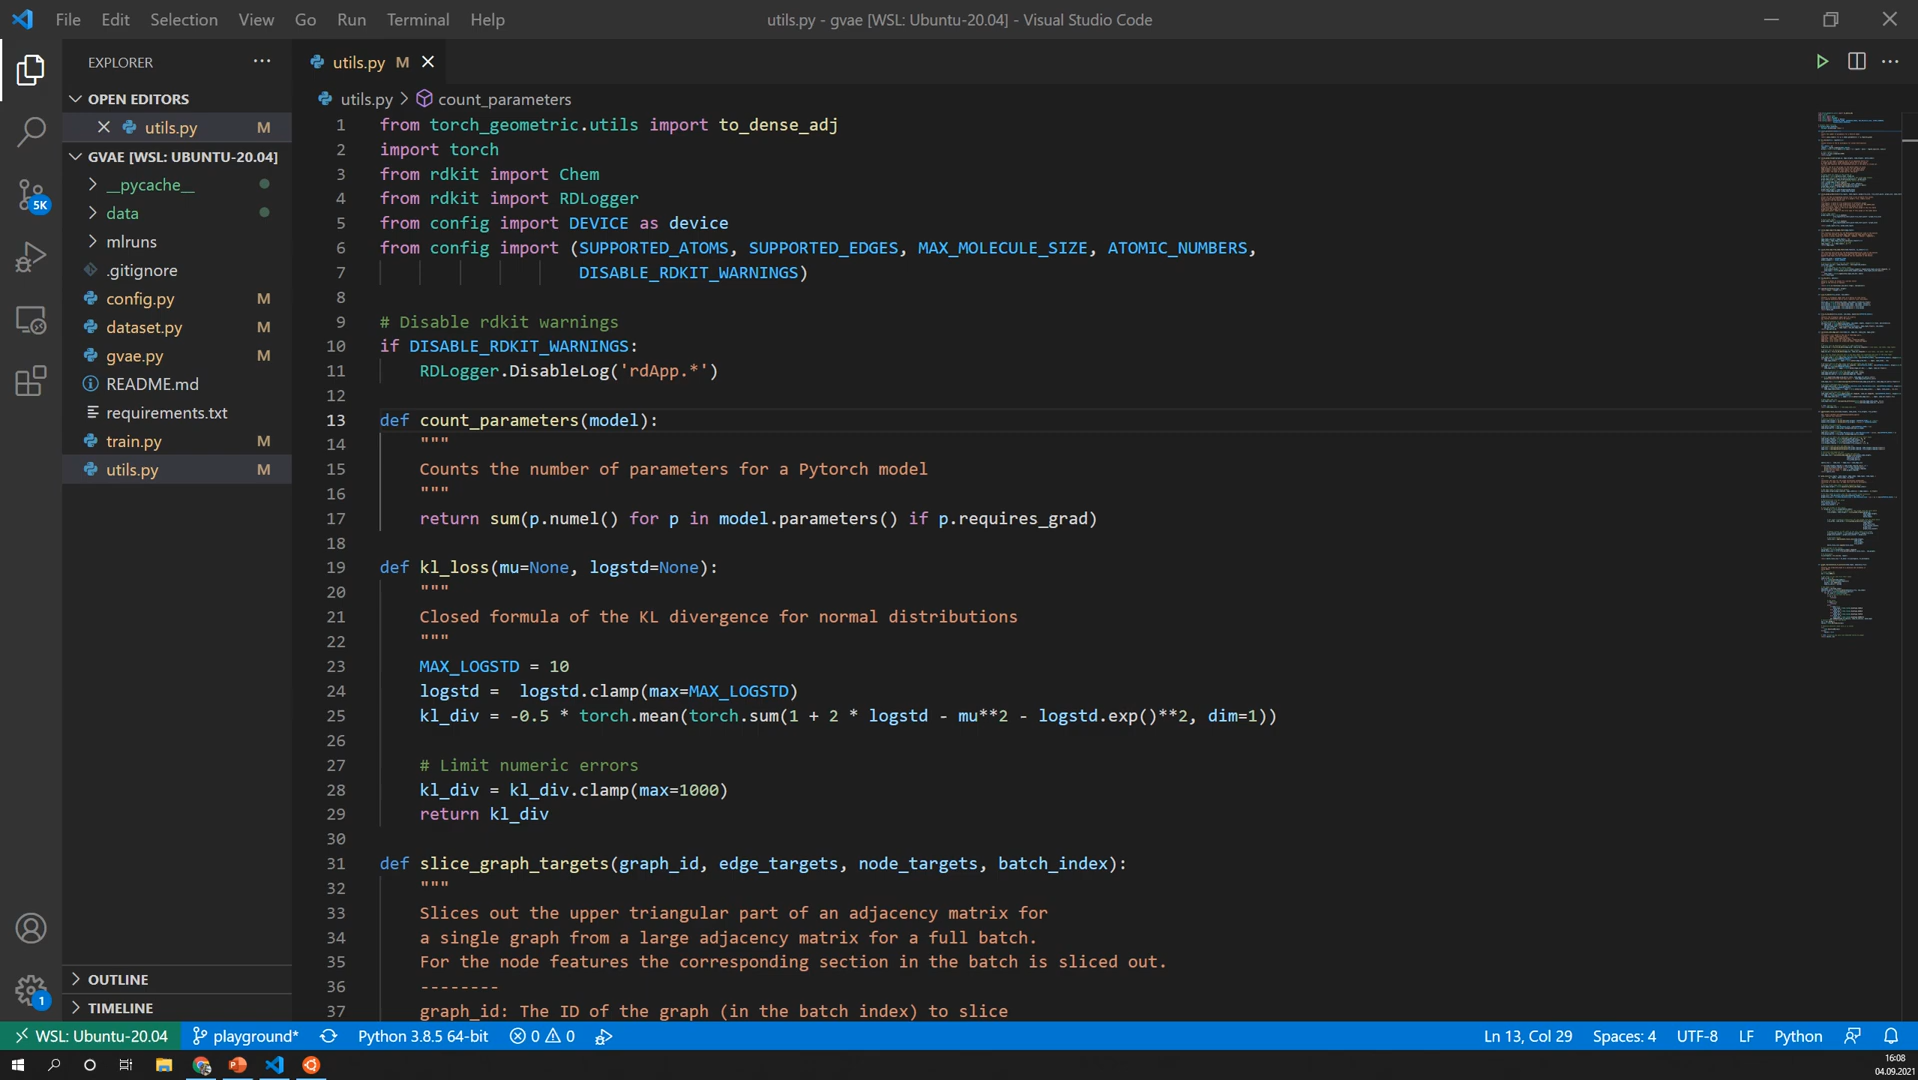 File Edit Selection View Go Run Terminal Help
utils.py - gvae [WSL: Ubuntu-20.04] - Visual Studio Code
EXPLORER
OPEN EDITORS
utils.py M
GVAE [WSL: UBUNTU-20.04]
__pycache__
data
mlruns
.gitignore
config.py M
dataset.py M
gvae.py M
README.md
requirements.txt
train.py M
utils.py M
OUTLINE
TIMELINE
5K
1
utils.py M
utils.py > count_parameters
1 from torch_geometric.utils import to_dense_adj
2 import torch
3 from rdkit import Chem
4 from rdkit import RDLogger
5 from config import DEVICE as device
6 from config import (SUPPORTED_ATOMS, SUPPORTED_EDGES, MAX_MOLECULE_SIZE, ATOMIC_NUMBERS,
7 DISABLE_RDKIT_WARNINGS)
8
9 # Disable rdkit warnings
10 if DISABLE_RDKIT_WARNINGS:
11 RDLogger.DisableLog('rdApp.*')
12
13 def count_parameters(model):
14 """
15 Counts the number of parameters for a Pytorch model
16 """
17 return sum(p.numel() for p in model.parameters() if p.requires_grad)
18
19 def kl_loss(mu=None, logstd=None):
20 """
21 Closed formula of the KL divergence for normal distributions
22 """
23 MAX_LOGSTD = 10
24 logstd =  logstd.clamp(max=MAX_LOGSTD)
25 kl_div = -0.5 * torch.mean(torch.sum(1 + 2 * logstd - mu**2 - logstd.exp()**2, dim=1))
26
27 # Limit numeric errors
28 kl_div = kl_div.clamp(max=1000)
29 return kl_div
30
31 def slice_graph_targets(graph_id, edge_targets, node_targets, batch_index):
32 """
33 Slices out the upper triangular part of an adjacency matrix for
34 a single graph from a large adjacency matrix for a full batch.
35 For the node features the corresponding section in the batch is sliced out.
36 --------
37 graph_id: The ID of the graph (in the batch index) to slice
WSL: Ubuntu-20.04 playground* Python 3.8.5 64-bit 0 0 Ln 13, Col 29 Spaces: 4 UTF-8 LF Python
16:08
04.09.2021